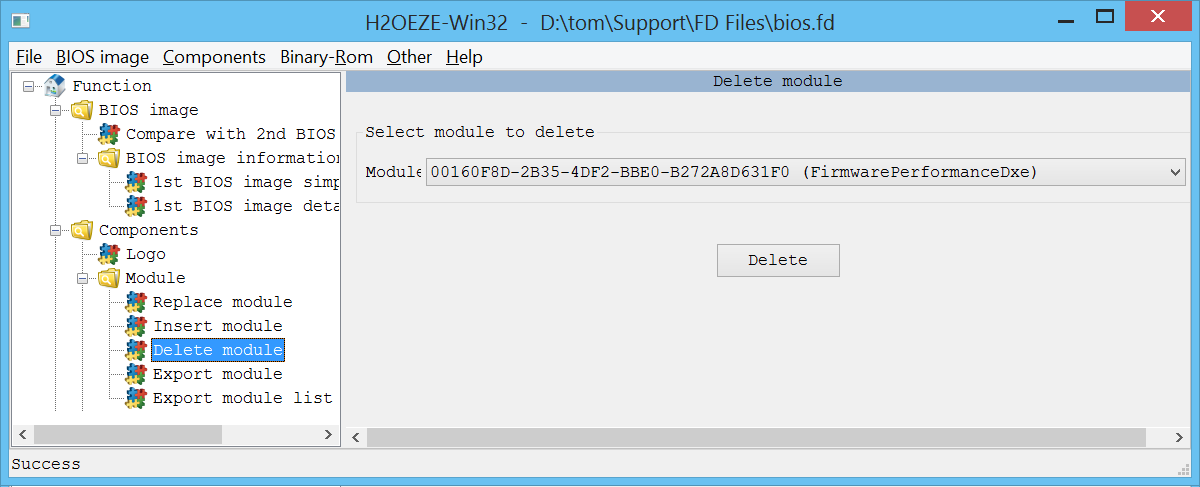 H2OEZE-Win32 - D:\tom\Support\FD Files\bios.fd
File BIOS image Components Binary-Rom Other Help
Function
BIOS image
Compare with 2nd BIOS
BIOS image information
1st BIOS image simp
1st BIOS image deta
Components
Logo
Module
Replace module
Insert module
Delete module
Export module
Export module list
Delete module
Select module to delete
Module 00160F8D-2B35-4DF2-BBE0-B272A8D631F0 (FirmwarePerformanceDxe)
Delete
Success